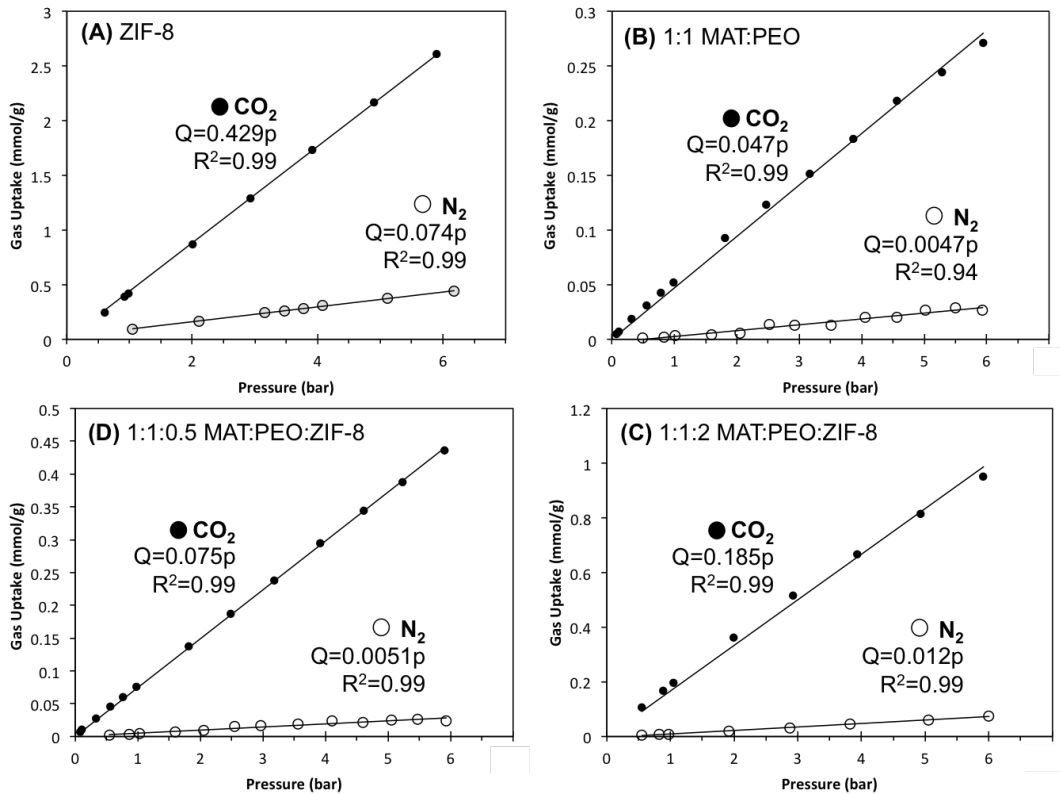 (A) ZIF-8
3
2.5
2
1.5
1
0.5
0
Gas Uptake (mmol/g)
CO2
Q=0.429p
R2=0.99
N2
Q=0.074p
R2=0.99
0 2 4 6
Pressure (bar)
(B) 1:1 MAT:PEO
0.3
0.25
0.2
0.15
0.1
0.05
0
Gas Uptake (mmol/g)
CO2
Q=0.047p
R2=0.99
N2
Q=0.0047p
R2=0.94
0 1 2 3 4 5 6
Pressure (bar)
(D) 1:1:0.5 MAT:PEO:ZIF-8
0.5
0.45
0.4
0.35
0.3
0.25
0.2
0.15
0.1
0.05
0
Gas Uptake (mmol/g)
CO2
Q=0.075p
R2=0.99
N2
Q=0.0051p
R2=0.99
0 1 2 3 4 5 6
Pressure (bar)
(C) 1:1:2 MAT:PEO:ZIF-8
1.2
1
0.8
0.6
0.4
0.2
0
Gas Uptake (mmol/g)
CO2
Q=0.185p
R2=0.99
N2
Q=0.012p
R2=0.99
0 1 2 3 4 5 6
Pressure (bar)